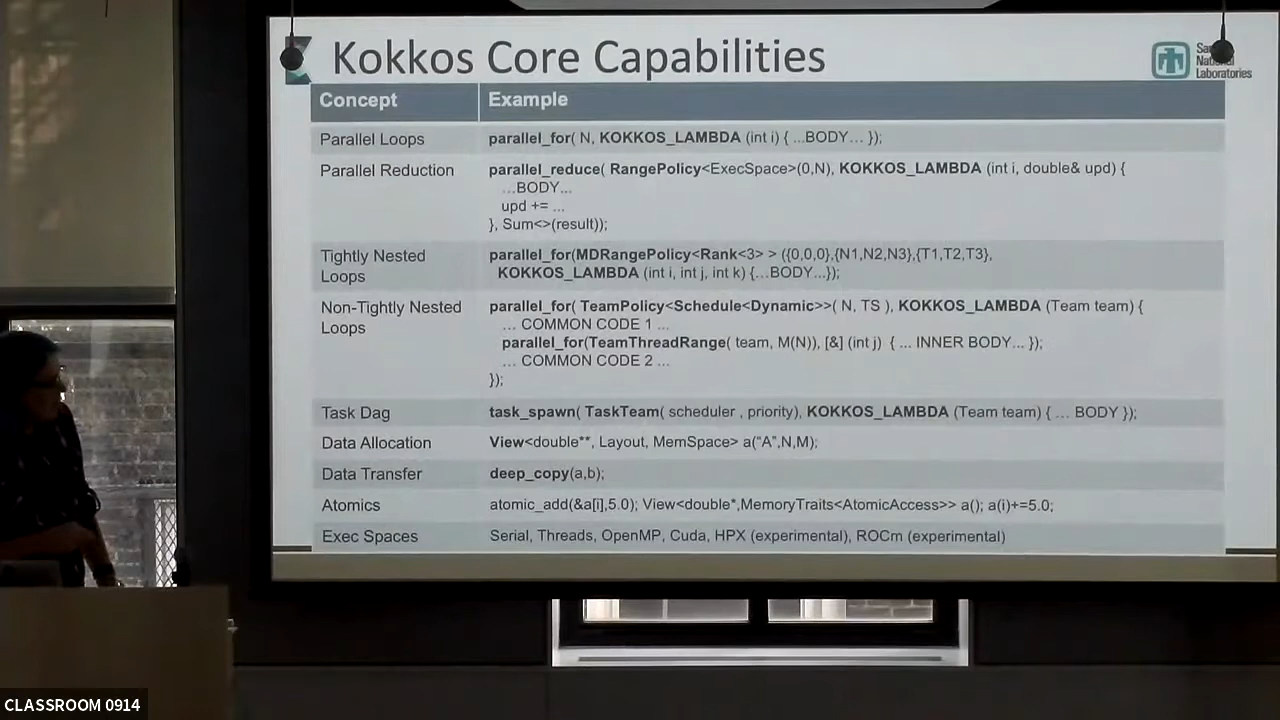 Kokkos Core Capabilities
National
Laboratories
Concept Example
Parallel Loops parallel_for( N, KOKKOS_LAMBDA (int i) { ...BODY... });
Parallel Reduction parallel_reduce( RangePolicy<ExecSpace>(0,N), KOKKOS_LAMBDA (int i, double& upd) {
...BODY...
upd += ...
}, Sum<>(result));
Tightly Nested parallel_for(MDRangePolicy<Rank<3> > ({0,0,0},{N1,N2,N3},{T1,T2,T3},
Loops KOKKOS_LAMBDA (int i, int j, int k) {...BODY...});
Non-Tightly Nested parallel_for( TeamPolicy<Schedule<Dynamic>>( N, TS ), KOKKOS_LAMBDA (Team team) {
Loops ... COMMON CODE 1 ...
parallel_for(TeamThreadRange( team, M(N)), [&] (int j) { ... INNER BODY... });
... COMMON CODE 2 ...
});
Task Dag task_spawn( TaskTeam( scheduler , priority), KOKKOS_LAMBDA (Team team) { ... BODY });
Data Allocation View<double**, Layout, MemSpace> a("A",N,M);
Data Transfer deep_copy(a,b);
Atomics atomic_add(&a[i],5.0); View<double*,MemoryTraits<AtomicAccess>> a(); a(i)+=5.0;
Exec Spaces Serial, Threads, OpenMP, Cuda, HPX (experimental), ROCm (experimental)
CLASSROOM 0914